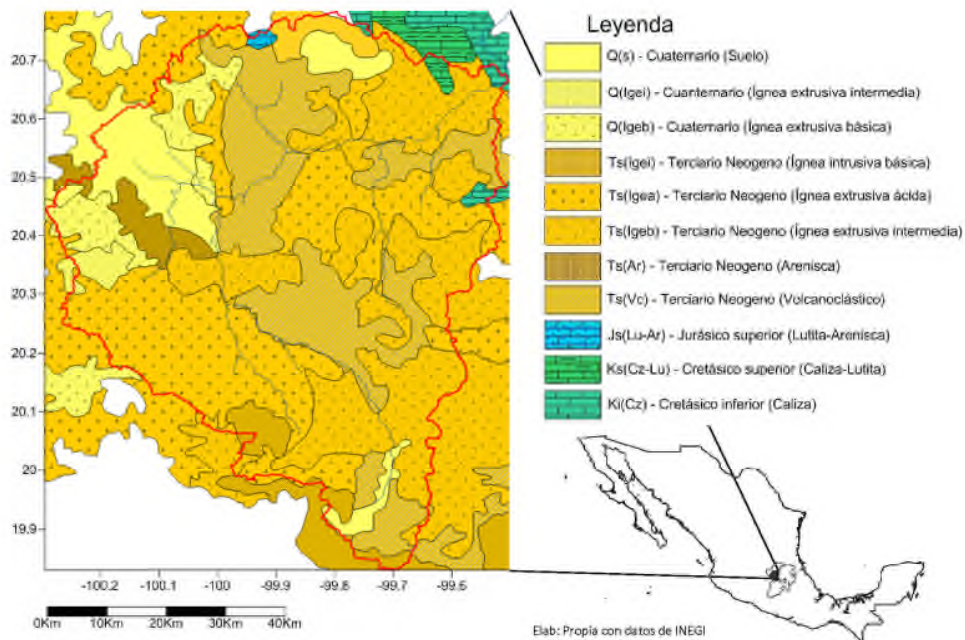 Leyenda
Q(s) - Cuaternario (Suelo)
Q(Igei) - Cuanternario (Ígnea extrusiva intermedia)
Q(Igeb) - Cuaternario (Ígnea extrusiva básica)
Ts(Igei) - Terciario Neogeno (Ígnea intrusiva básica)
Ts(Igea) - Terciario Neogeno (Ígnea extrusiva ácida)
Ts(Igeb) - Terciario Neogeno (Ígnea extrusiva intermedia)
Ts(Ar) - Terciario Neogeno (Arenisca)
Ts(Vc) - Terciario Neogeno (Volcanoclástico)
Js(Lu-Ar) - Jurásico superior (Lutita-Arenisca)
Ks(Cz-Lu) - Cretásico superior (Caliza-Lutita)
Ki(Cz) - Cretásico inferior (Caliza)
20.7
20.6
20.5
20.4
20.3
20.2
20.1
20
19.9
-100.2 -100.1 -100 -99.9 -99.8 -99.7 -99.6
0Km 10Km 20Km 30Km 40Km
Elab: Propia con datos de INEGI